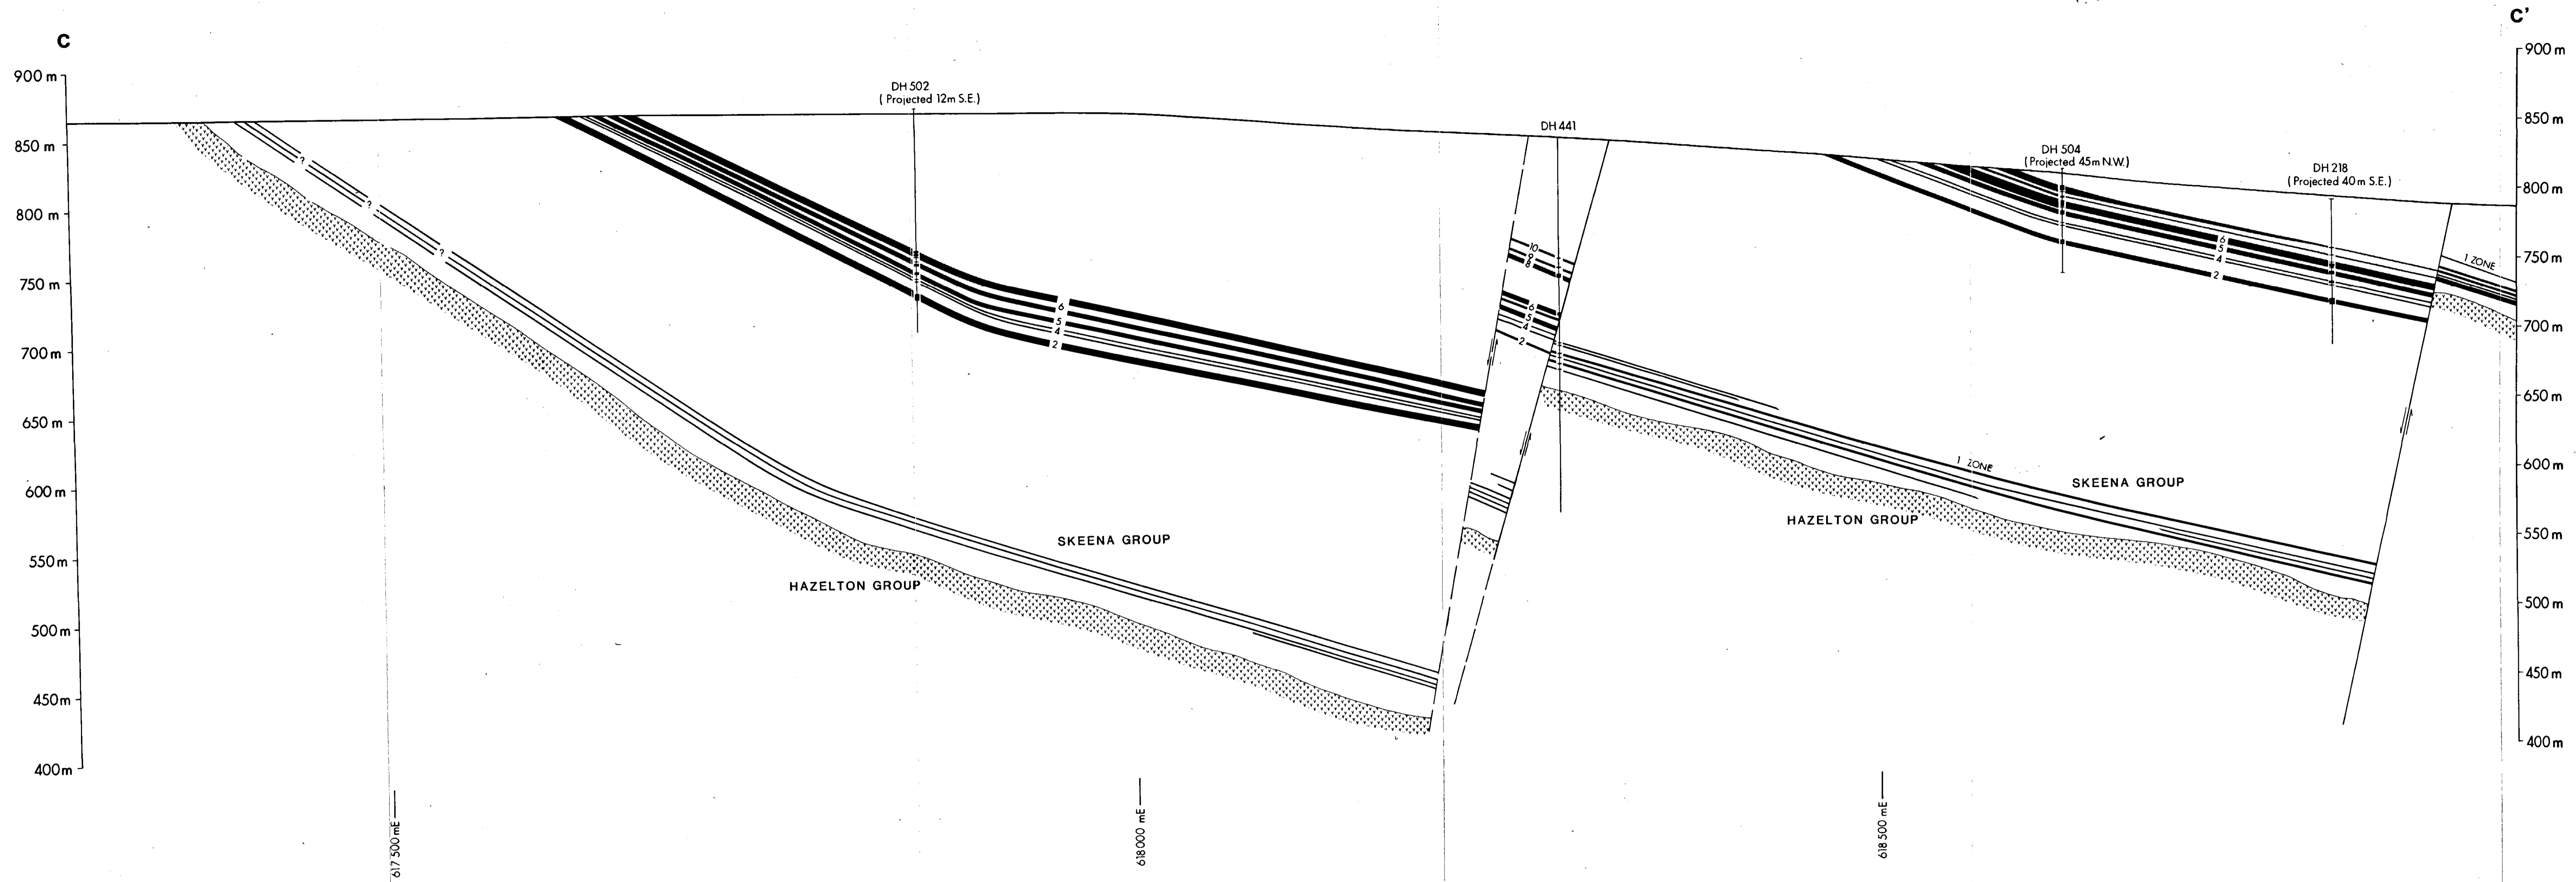 C
C'
900 m
850 m
800 m
750 m
700 m
650 m
600 m
550 m
500 m
450 m
400 m
900 m
850 m
800 m
750 m
700 m
650 m
600 m
550 m
500 m
450 m
400 m
DH 502
( Projected 12m S.E.)
DH 441
DH 504
(Projected 45m N.W.)
DH 218
(Projected 40m S.E.)
?
?
?
6
5
4
2
10
9
8
6
5
4
2
6
5
4
2
1 ZONE
1 ZONE
SKEENA GROUP
HAZELTON GROUP
SKEENA GROUP
HAZELTON GROUP
617 500 mE
618 000 mE
618 500 mE